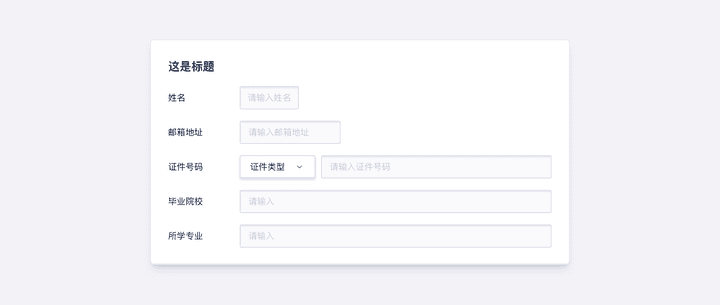 这是标题
姓名 请输入姓名
邮箱地址 请输入邮箱地址
证件号码 证件类型 请输入证件号码
毕业院校 请输入
所学专业 请输入